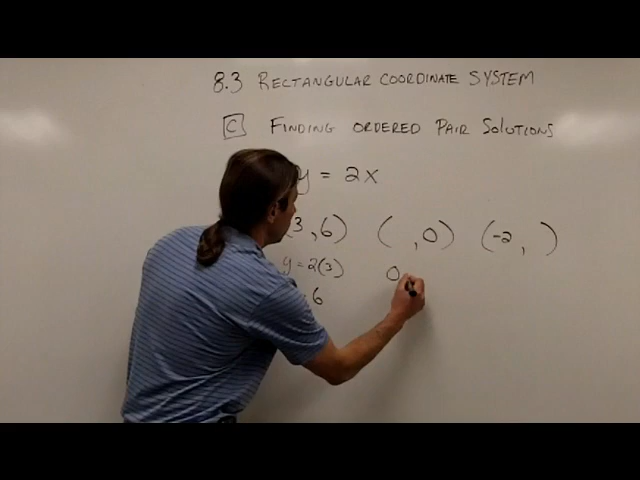 8.3 RECTANGULAR COORDINATE SYSTEM
C FINDING ORDERED PAIR SOLUTIONS
y = 2x
(3, 6) ( , 0) (-2, )
y = 2(3) 0
6